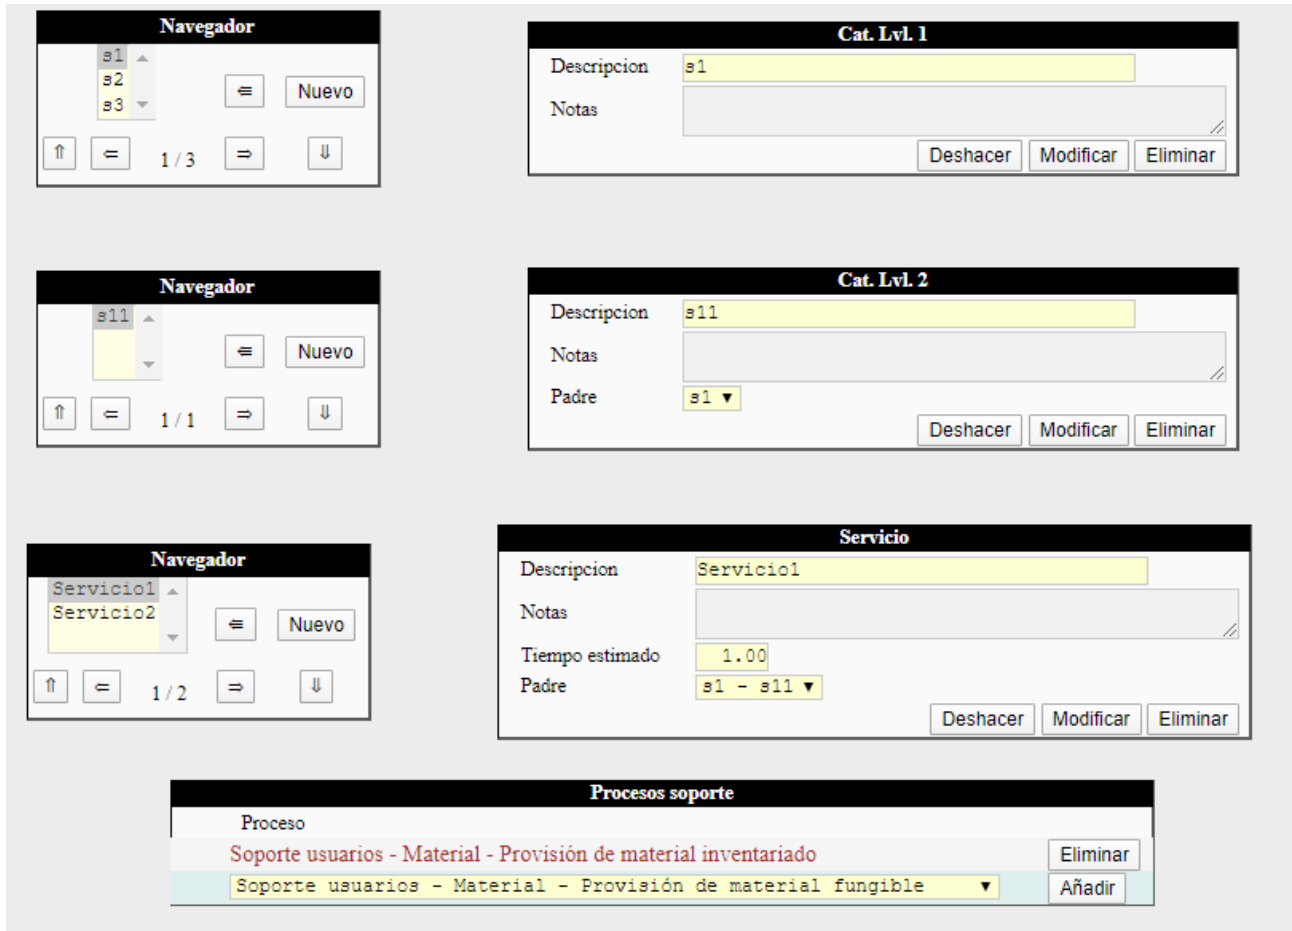 Navegador
s1
s2
s3
⇚ Nuevo
⇑ ⇐ 1 / 3 ⇒ ⇓
Cat. Lvl. 1
Descripcion s1
Notas
Deshacer Modificar Eliminar
Navegador
s11
⇚ Nuevo
⇑ ⇐ 1 / 1 ⇒ ⇓
Cat. Lvl. 2
Descripcion s11
Notas
Padre s1 ▼
Deshacer Modificar Eliminar
Navegador
Servicio1
Servicio2
⇚ Nuevo
⇑ ⇐ 1 / 2 ⇒ ⇓
Servicio
Descripcion Servicio1
Notas
Tiempo estimado 1.00
Padre s1 - s11 ▼
Deshacer Modificar Eliminar
Procesos soporte
Proceso
Soporte usuarios - Material - Provisión de material inventariado Eliminar
Soporte usuarios - Material - Provisión de material fungible ▼ Añadir